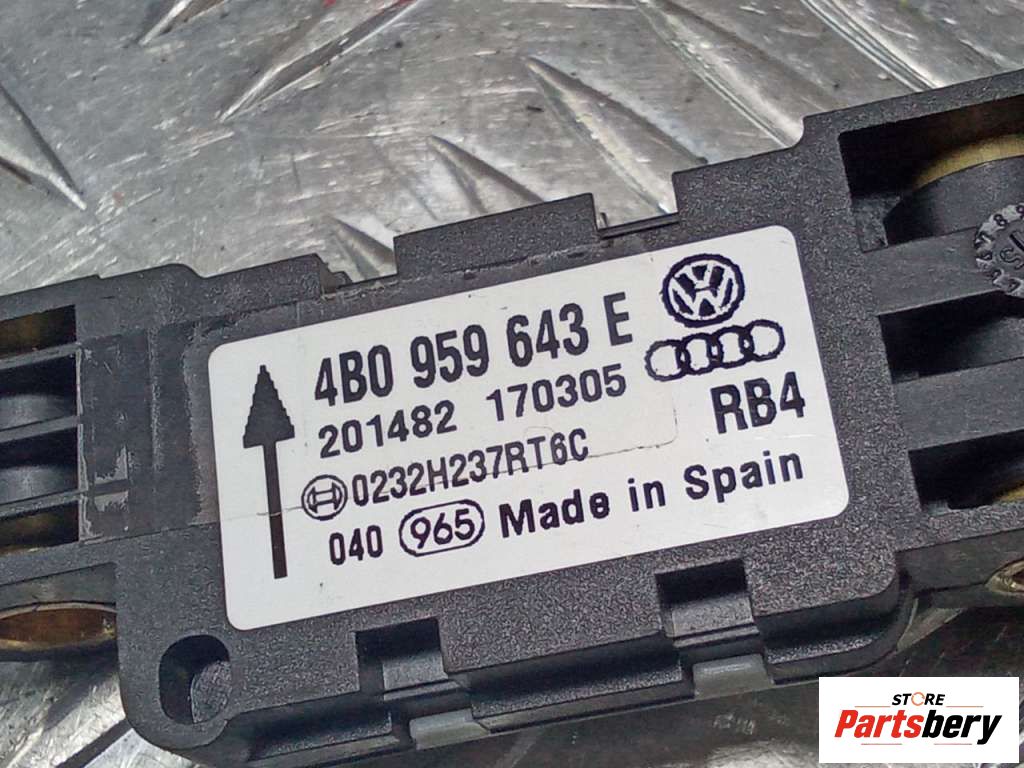 4B0 959 643 E
201482 170305
RB4
0232H237RT6C
040 965 Made in Spain
STORE
Partsbery